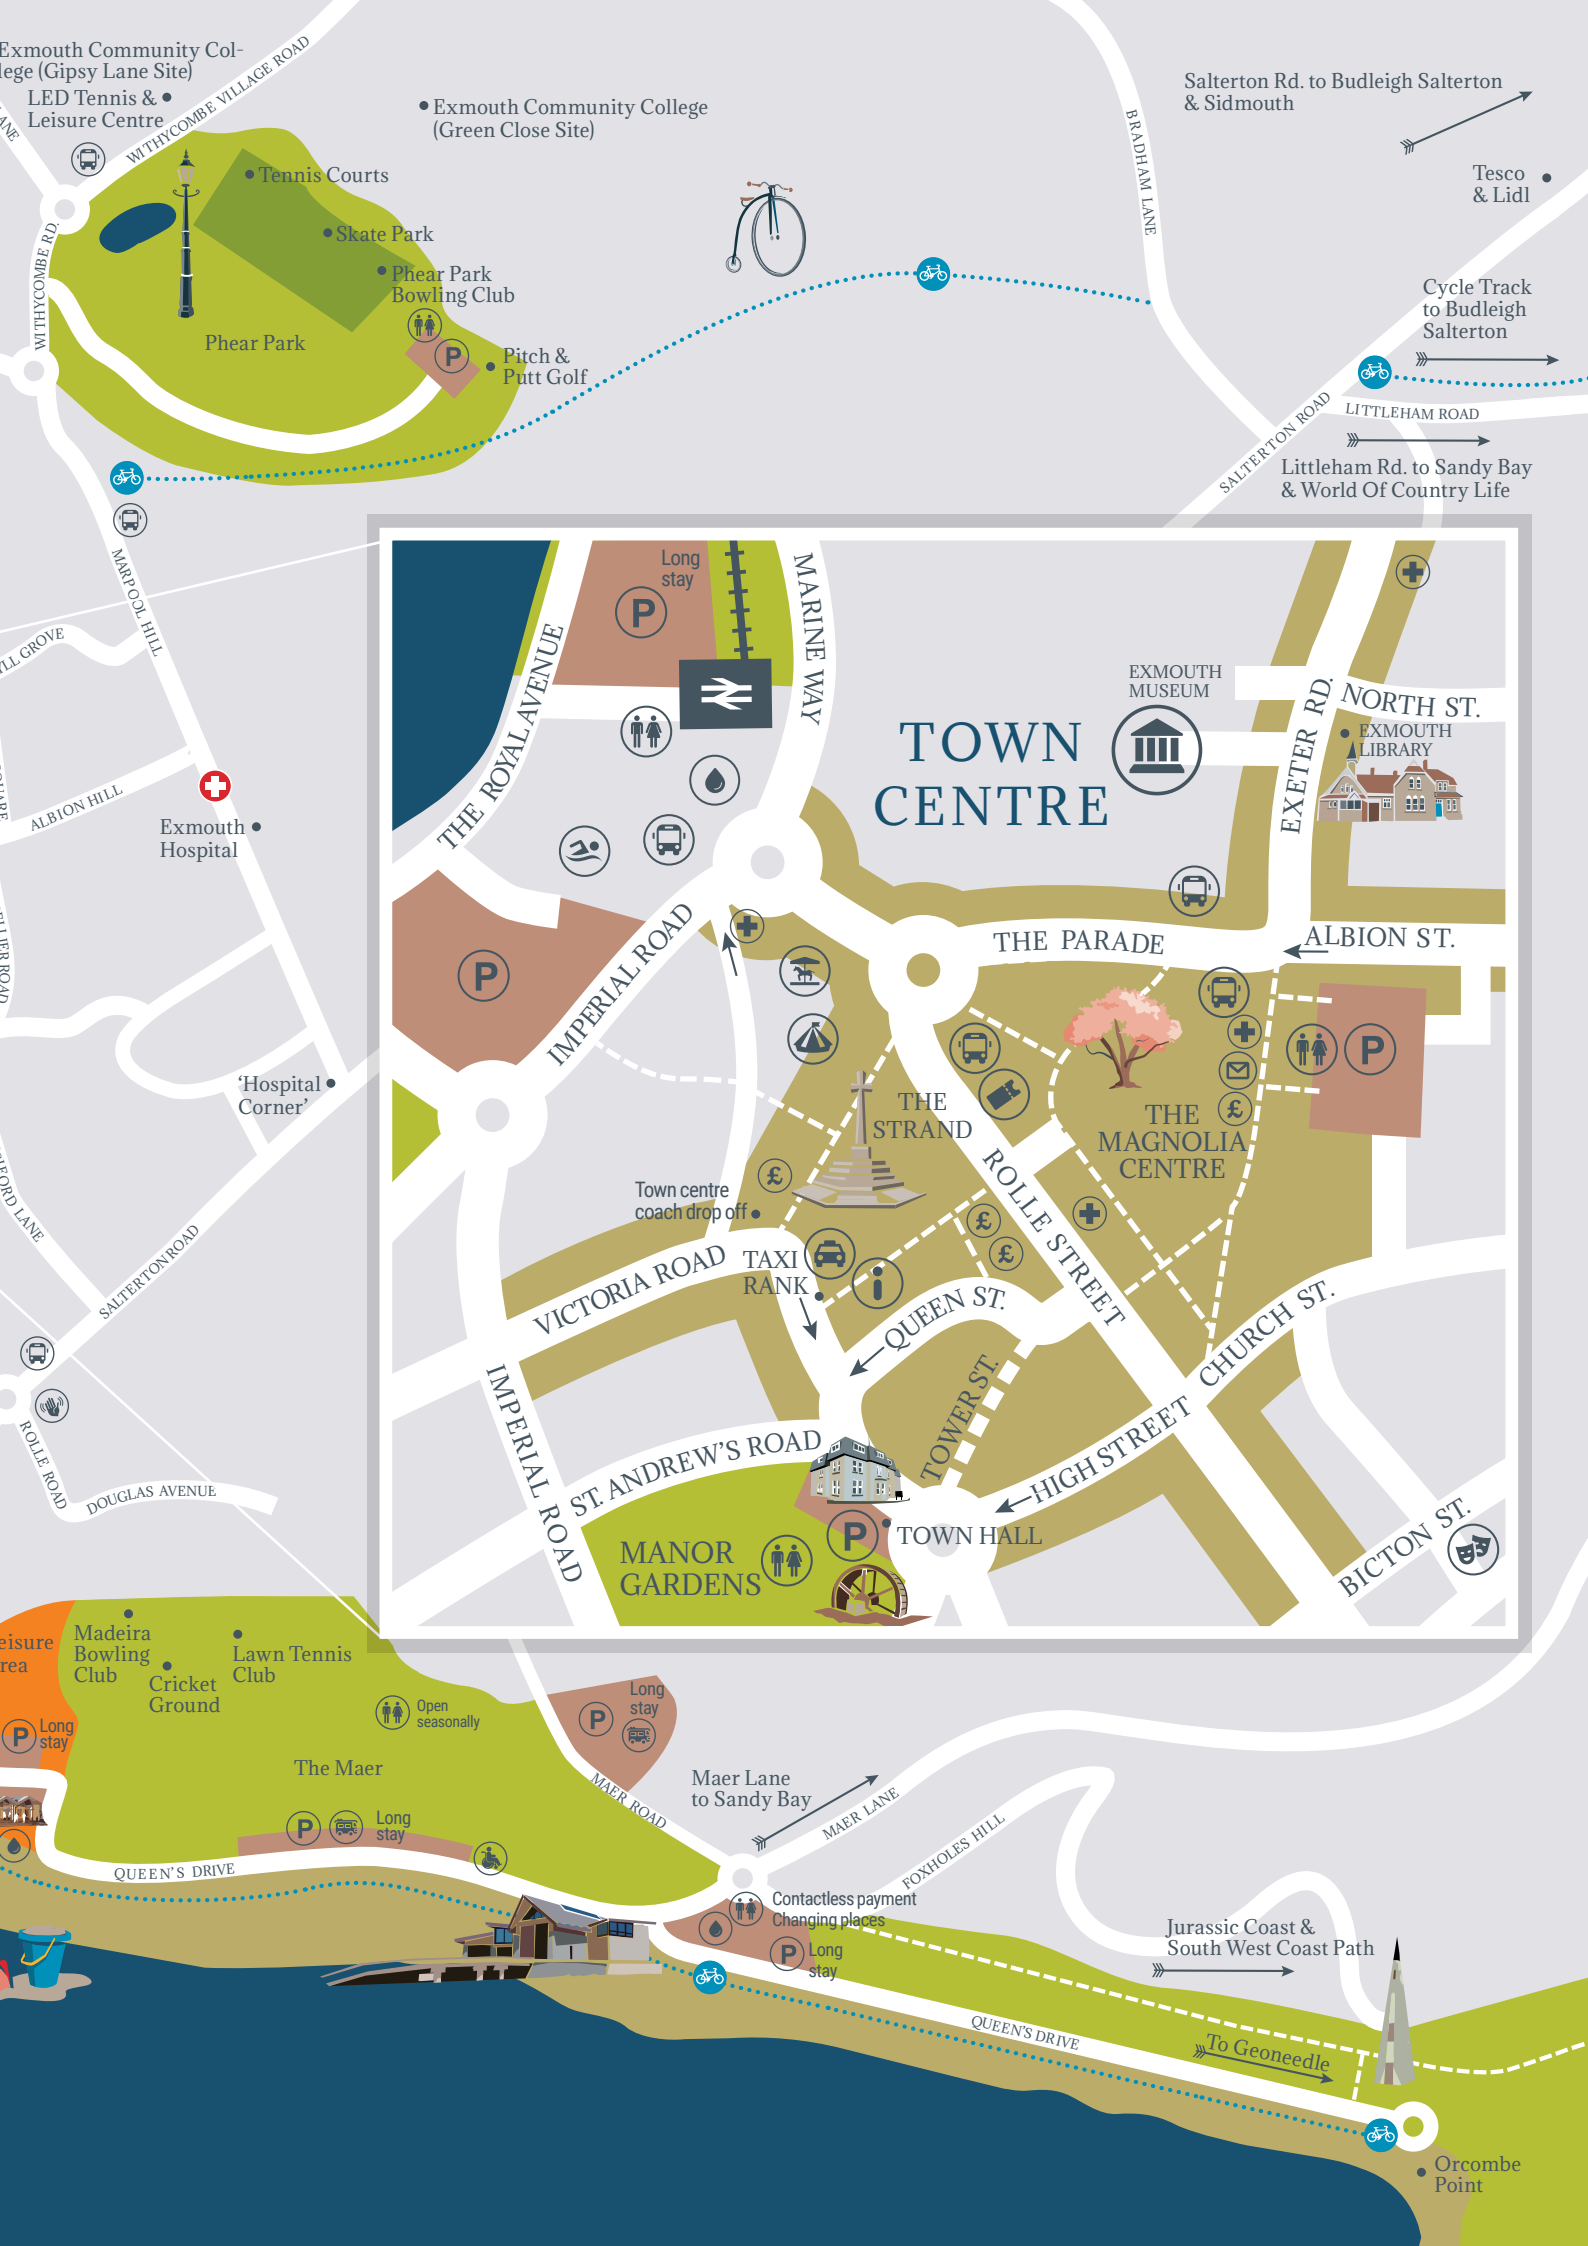 Exmouth Community Col-
lege (Gipsy Lane Site)
LED Tennis &
Leisure Centre
WITHYCOMBE VILLAGE ROAD
Exmouth Community College
(Green Close Site)
BRADHAM LANE
Salterton Rd. to Budleigh Salterton
& Sidmouth
Tesco
& Lidl
Tennis Courts
Skate Park
Phear Park
Bowling Club
WITHYCOMBE RD.
Phear Park
P
Pitch &
Putt Golf
Cycle Track
to Budleigh
Salterton
SALTERTON ROAD
LITTLEHAM ROAD
Littleham Rd. to Sandy Bay
& World Of Country Life
MARPOOL HILL
GROVE
ALBION HILL
Exmouth
Hospital
'Hospital
Corner'
LANE
SALTERTON ROAD
ROLLE ROAD
DOUGLAS AVENUE
Long
stay
P
MARINE WAY
THE ROYAL AVENUE
EXMOUTH
MUSEUM
TOWN
CENTRE
EXETER RD.
NORTH ST.
EXMOUTH
LIBRARY
P
IMPERIAL ROAD
THE PARADE
ALBION ST.
P
THE
STRAND
THE
MAGNOLIA
CENTRE
£
£
Town centre
coach drop off
ROLLE STREET
£
£
VICTORIA ROAD
TAXI
RANK
i
QUEEN ST.
CHURCH ST.
TOWER ST.
IMPERIAL ROAD
ST. ANDREW'S ROAD
HIGH STREET
MANOR
GARDENS
P
TOWN HALL
BICTON ST.
Madeira
Bowling
Club
Cricket
Ground
Lawn Tennis
Club
P
Long
stay
Open
seasonally
P
Long
stay
The Maer
MAER ROAD
Maer Lane
to Sandy Bay
MAER LANE
FOXHOLES HILL
P
Long
stay
QUEEN'S DRIVE
Contactless payment
Changing places
P
Long
stay
Jurassic Coast &
South West Coast Path
QUEEN'S DRIVE
To Geoneedle
Orcombe
Point